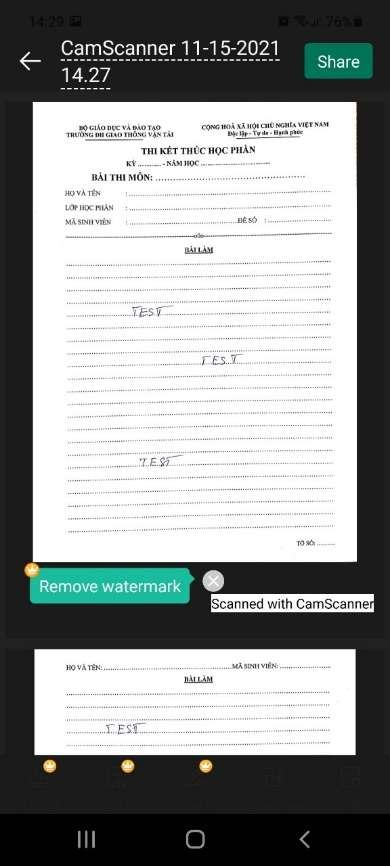 14:29
76%
CamScanner 11-15-2021
14.27
Share
BỘ GIÁO DỤC VÀ ĐÀO TẠO
TRƯỜNG ĐH GIAO THÔNG VẬN TẢI
CỘNG HOÀ XÃ HỘI CHỦ NGHĨA VIỆT NAM
Độc lập - Tự do - Hạnh phúc
THI KẾT THÚC HỌC PHẦN
KỲ ............ - NĂM HỌC ............................
BÀI THI MÔN: ................................................
HỌ VÀ TÊN : ................................................
LỚP HỌC PHẦN : ................................................
MÃ SINH VIÊN : ................................ĐỀ SỐ : ................
BÀI LÀM
TEST
TEST
TEST
TỜ SỐ: ........
Remove watermark
Scanned with CamScanner
HỌ VÀ TÊN: ................................MÃ SINH VIÊN: ................
BÀI LÀM
TEST